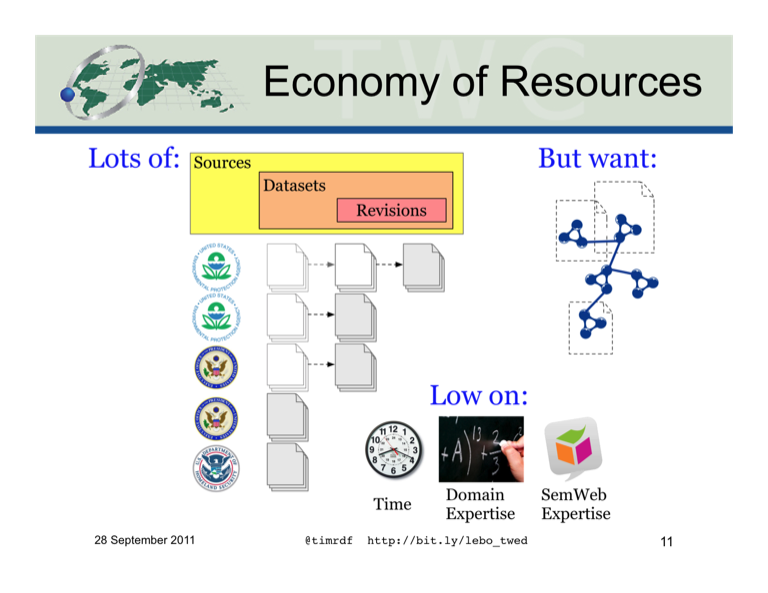 TWC
Economy of Resources
Lots of:
Sources
Datasets
Revisions
But want:
Low on:
Time
Domain
Expertise
SemWeb
Expertise
28 September 2011
@timrdf http://bit.ly/lebo_twed
11